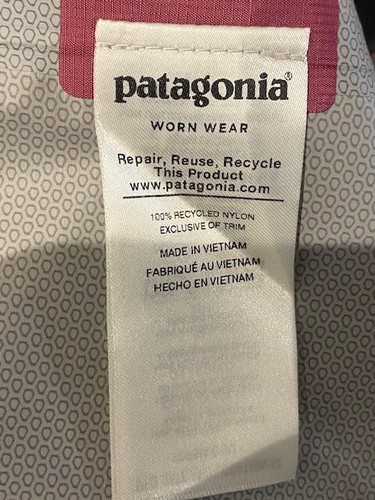 patagonia®
WORN WEAR
Repair, Reuse, Recycle
This Product
www.patagonia.com
100% RECYCLED NYLON
EXCLUSIVE OF TRIM
MADE IN VIETNAM
FABRIQUÉ AU VIETNAM
HECHO EN VIETNAM